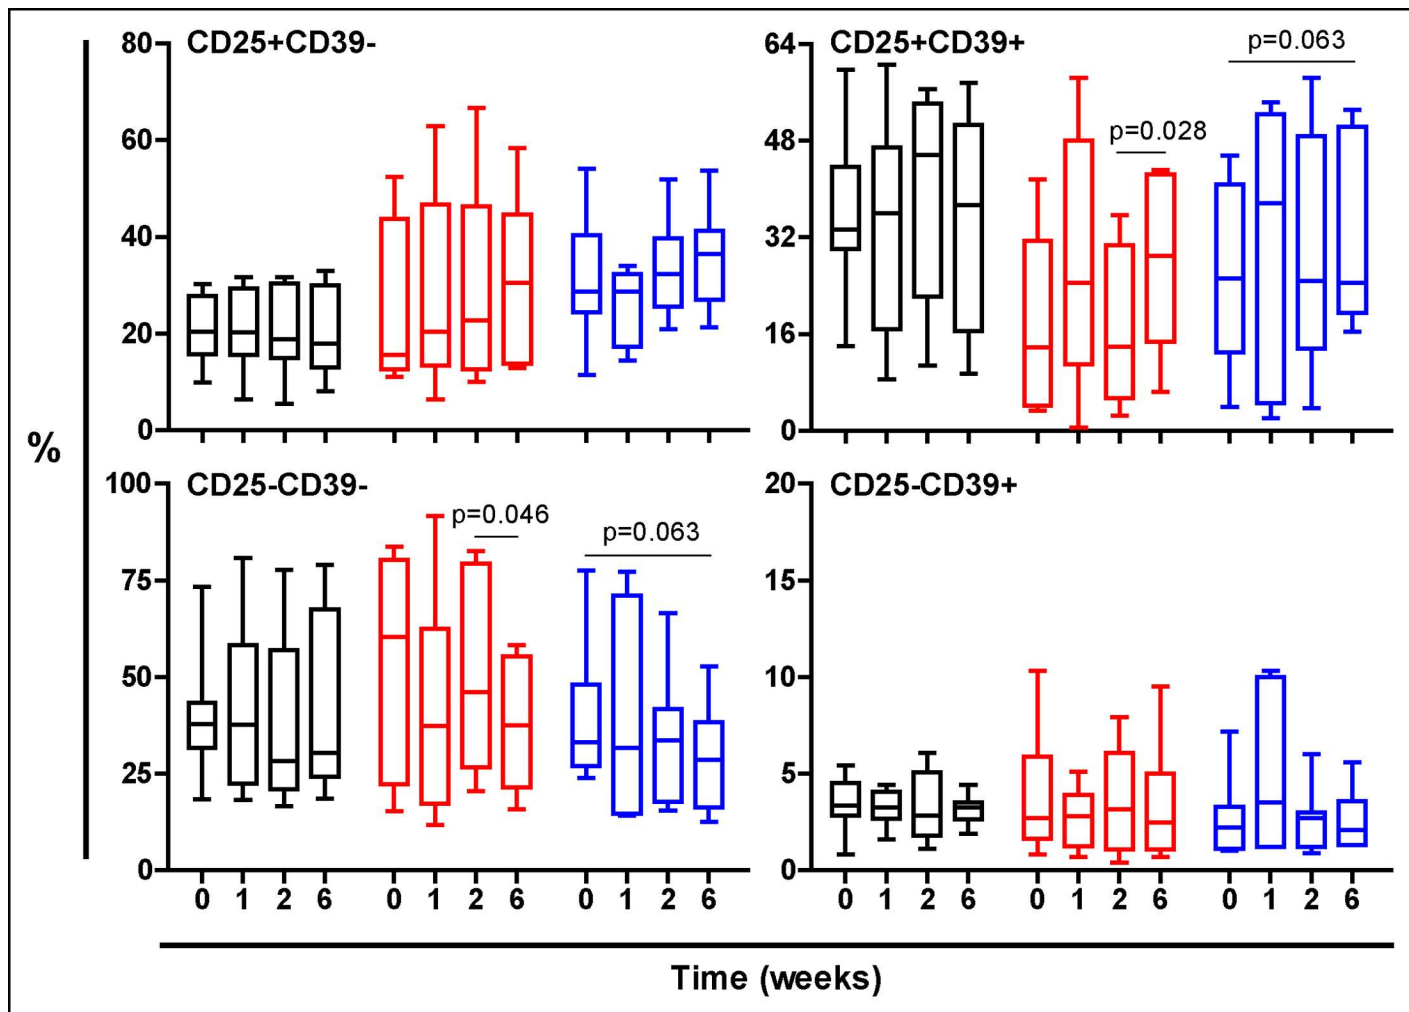 CD25+CD39-
80
60
40
20
0
CD25+CD39+
p=0.063
p=0.028
64
48
32
16
0
%
CD25-CD39-
p=0.046
p=0.063
100
75
50
25
0
0 1 2 6 0 1 2 6 0 1 2 6
CD25-CD39+
20
15
10
5
0
0 1 2 6 0 1 2 6 0 1 2 6
Time (weeks)